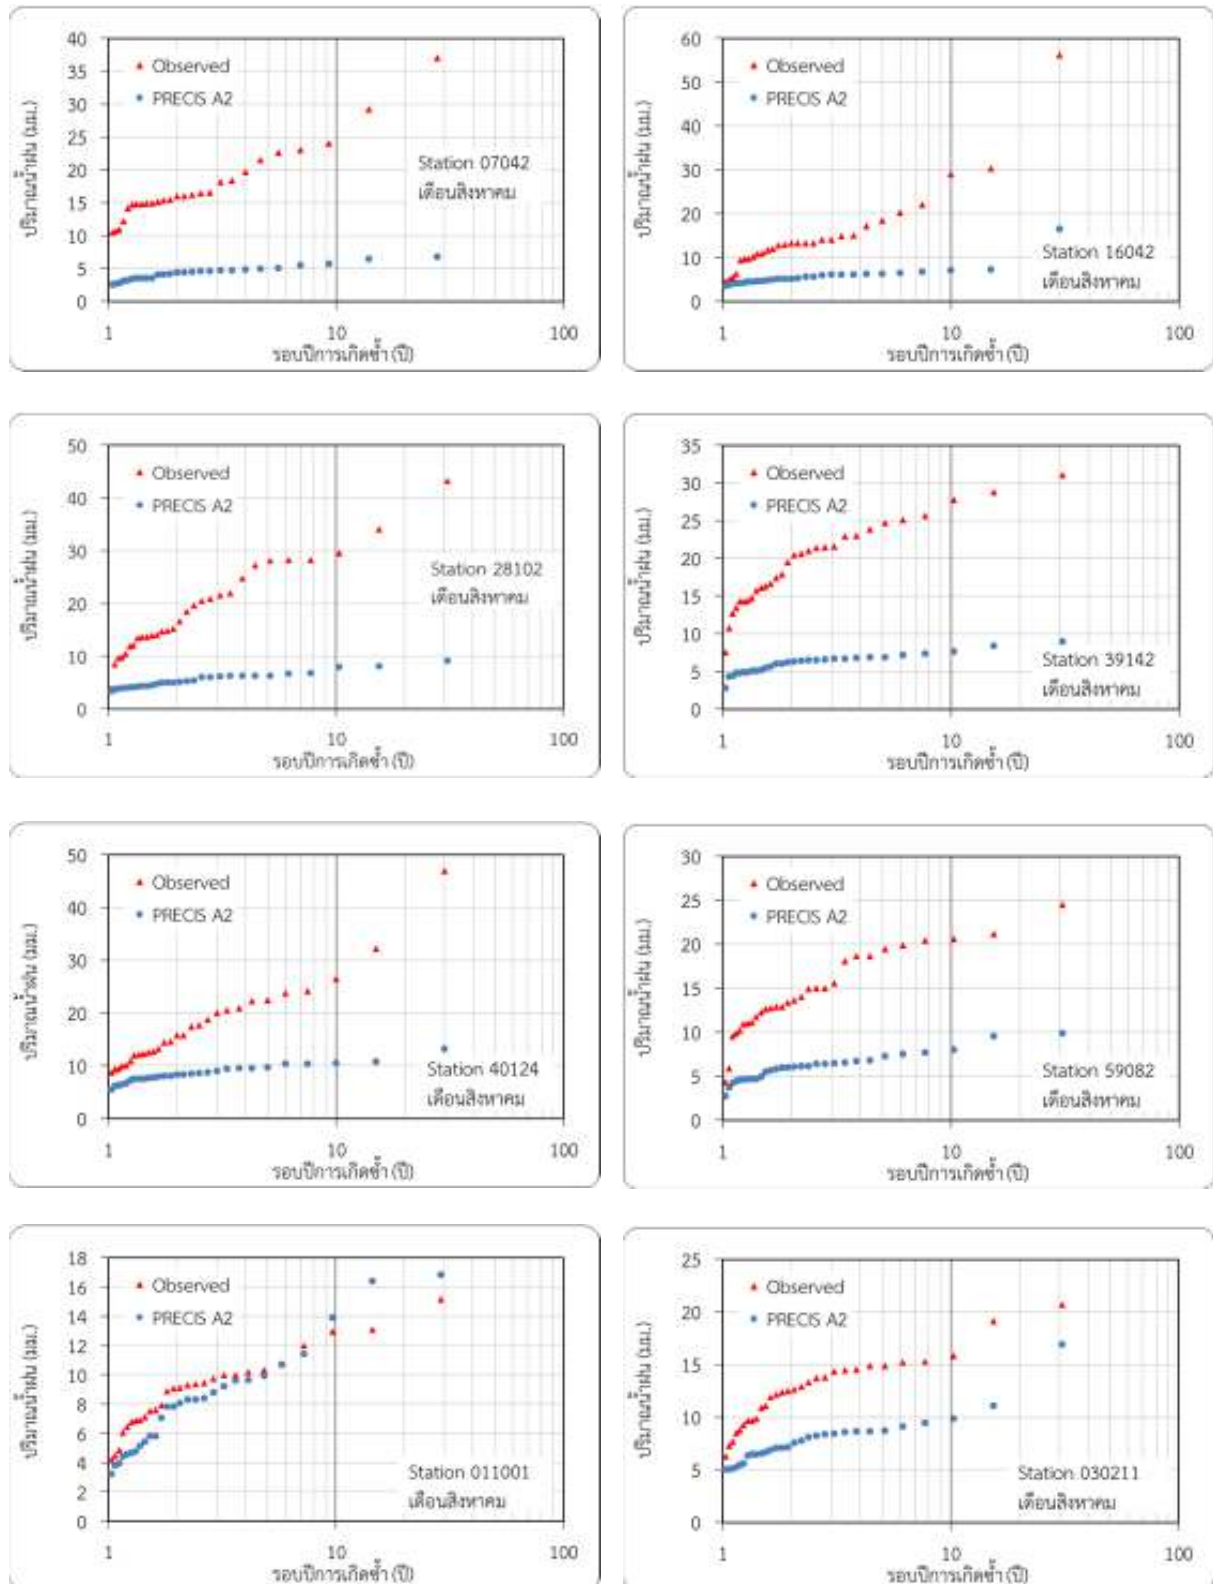 40
35
30
25
20
15
10
5
0
ปริมาณน้ำฝน (มม.)
Observed
PRECIS A2
Station 07042
เดือนสิงหาคม
1
10
100
รอบปีการเกิดซ้ำ (ปี)
60
50
40
30
20
10
0
ปริมาณน้ำฝน (มม.)
Observed
PRECIS A2
Station 16042
เดือนสิงหาคม
1
10
100
รอบปีการเกิดซ้ำ (ปี)
50
40
30
20
10
0
ปริมาณน้ำฝน (มม.)
Observed
PRECIS A2
Station 28102
เดือนสิงหาคม
1
10
100
รอบปีการเกิดซ้ำ (ปี)
35
30
25
20
15
10
5
0
ปริมาณน้ำฝน (มม.)
Observed
PRECIS A2
Station 39142
เดือนสิงหาคม
1
10
100
รอบปีการเกิดซ้ำ (ปี)
50
40
30
20
10
0
ปริมาณน้ำฝน (มม.)
Observed
PRECIS A2
Station 40124
เดือนสิงหาคม
1
10
100
รอบปีการเกิดซ้ำ (ปี)
30
25
20
15
10
5
0
ปริมาณน้ำฝน (มม.)
Observed
PRECIS A2
Station 59082
เดือนสิงหาคม
1
10
100
รอบปีการเกิดซ้ำ (ปี)
18
16
14
12
10
8
6
4
2
0
ปริมาณน้ำฝน (มม.)
Observed
PRECIS A2
Station 011001
เดือนสิงหาคม
1
10
100
รอบปีการเกิดซ้ำ (ปี)
25
20
15
10
5
0
ปริมาณน้ำฝน (มม.)
Observed
PRECIS A2
Station 030211
เดือนสิงหาคม
1
10
100
รอบปีการเกิดซ้ำ (ปี)